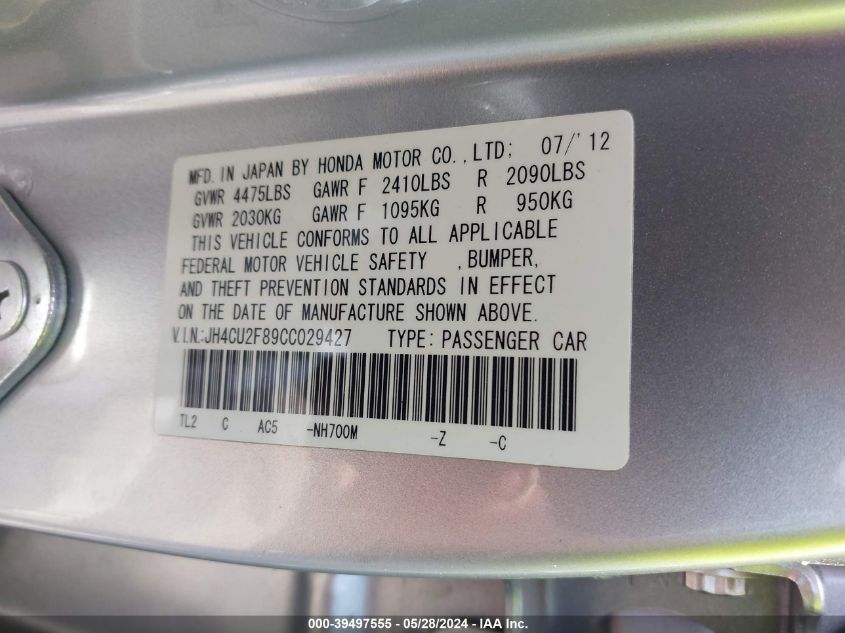 MFD. IN JAPAN BY HONDA MOTOR CO., LTD; 07/'12
GVWR 4475LBS GAWR F 2410LBS R 2090LBS
GVWR 2030KG GAWR F 1095KG R 950KG
THIS VEHICLE CONFORMS TO ALL APPLICABLE
FEDERAL MOTOR VEHICLE SAFETY , BUMPER,
AND THEFT PREVENTION STANDARDS IN EFFECT
ON THE DATE OF MANUFACTURE SHOWN ABOVE.
V.I.N.:JH4CU2F89CC029427 TYPE: PASSENGER CAR
TL2 C AC5 -NH700M -Z -C
000-39497555 - 05/28/2024 - IAA Inc.